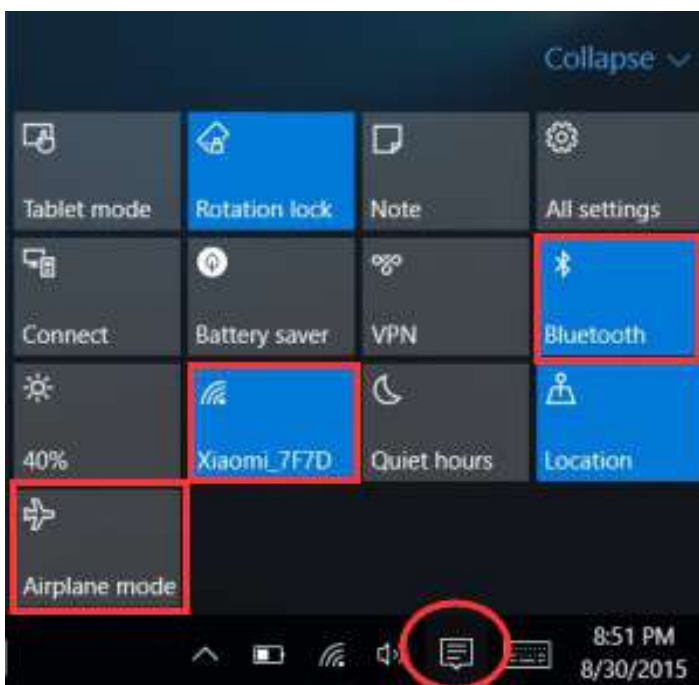 Collapse
Tablet mode Rotation lock Note All settings
Connect Battery saver VPN Bluetooth
40% Xiaomi_7F7D Quiet hours Location
Airplane mode
8:51 PM
8/30/2015